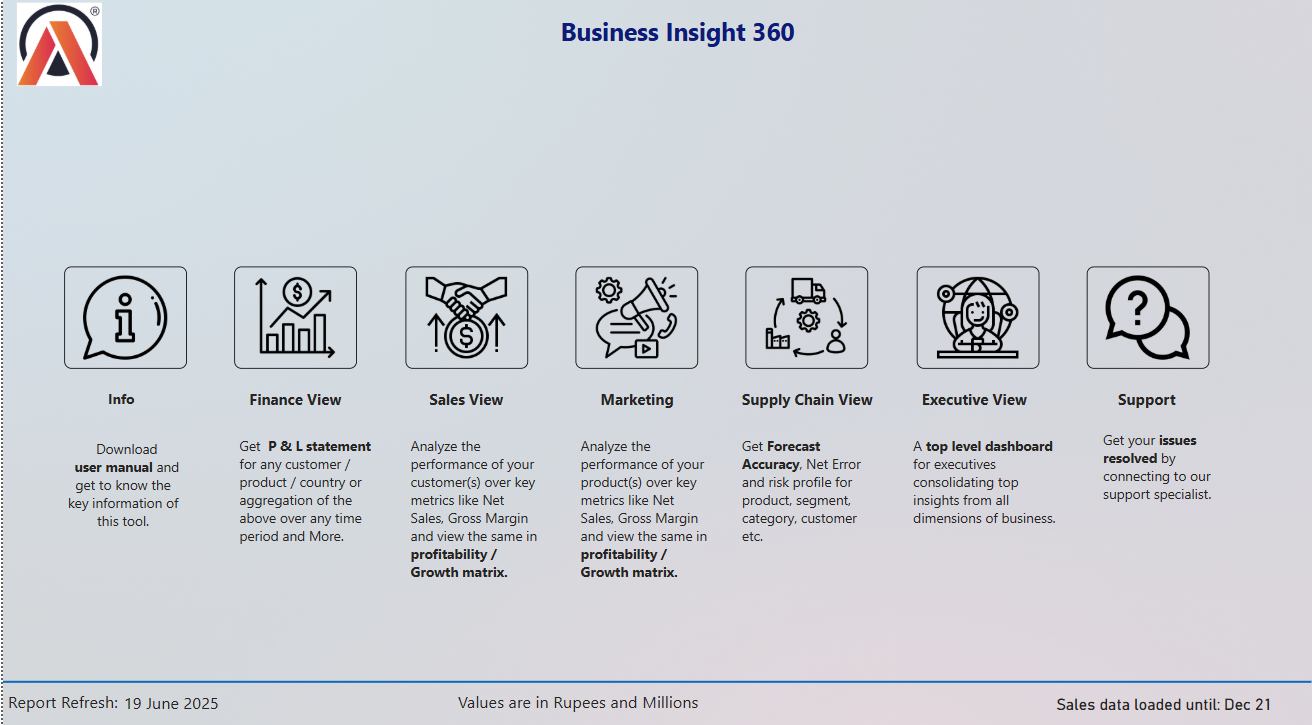 ®
Business Insight 360
Info
Download
user manual and
get to know the
key information of
this tool.
Finance View
Get  P & L statement
for any customer /
product / country or
aggregation of the
above over any time
period and More.
Sales View
Analyze the
performance of your
customer(s) over key
metrics like Net
Sales, Gross Margin
and view the same in
profitability /
Growth matrix.
Marketing
Analyze the
performance of your
product(s) over key
metrics like Net
Sales, Gross Margin
and view the same in
profitability /
Growth matrix.
Supply Chain View
Get Forecast
Accuracy, Net Error
and risk profile for
product, segment,
category, customer
etc.
Executive View
A top level dashboard
for executives
consolidating top
insights from all
dimensions of business.
Support
Get your issues
resolved by
connecting to our
support specialist.
Report Refresh: 19 June 2025
Values are in Rupees and Millions
Sales data loaded until: Dec 21